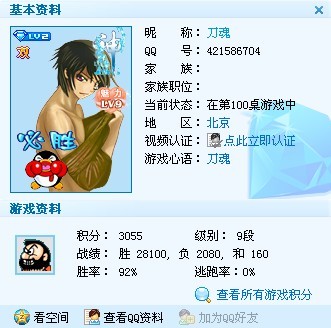 基本资料
LV2
双
神
魅力
LV9
必胜
昵 称：刀魂
QQ 号：421586704
家 族：
家族职位：
当前状态：在第100桌游戏中
地 区：北京
视频认证：点此立即认证
游戏心语：刀魂
游戏资料
积分： 3055 级别： 9段
战绩： 胜 28100, 负 2080, 和 160
胜率： 92% 逃跑率：0%
查看所有游戏积分
看空间 查看QQ资料 加为QQ好友